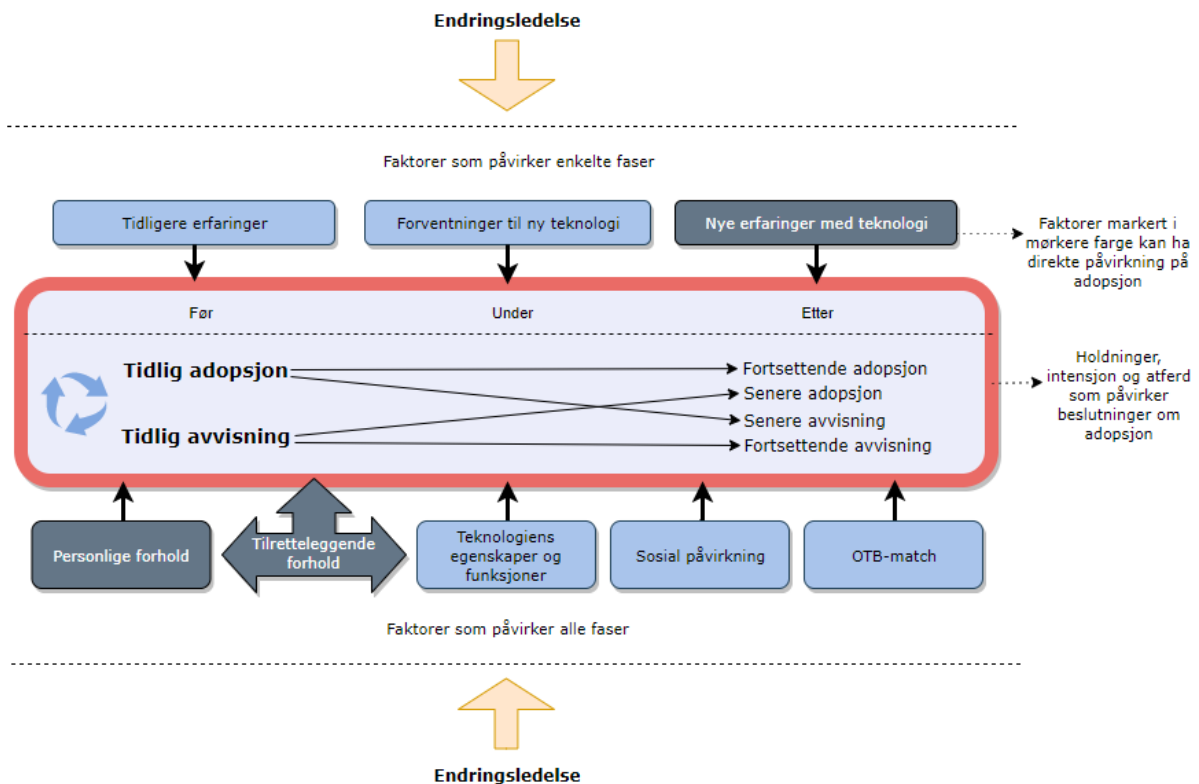 Endringsledelse
Faktorer som påvirker enkelte faser
Tidligere erfaringer
Forventninger til ny teknologi
Nye erfaringer med teknologi
Faktorer markert i
mørkere farge kan ha
direkte påvirkning på
adopsjon
Før
Under
Etter
Tidlig adopsjon
Tidlig avvisning
Fortsettende adopsjon
Senere adopsjon
Senere avvisning
Fortsettende avvisning
Holdninger,
intensjon og atferd
som påvirker
beslutninger om
adopsjon
Personlige forhold
Tilretteleggende
forhold
Teknologiens
egenskaper og
funksjoner
Sosial påvirkning
OTB-match
Faktorer som påvirker alle faser
Endringsledelse